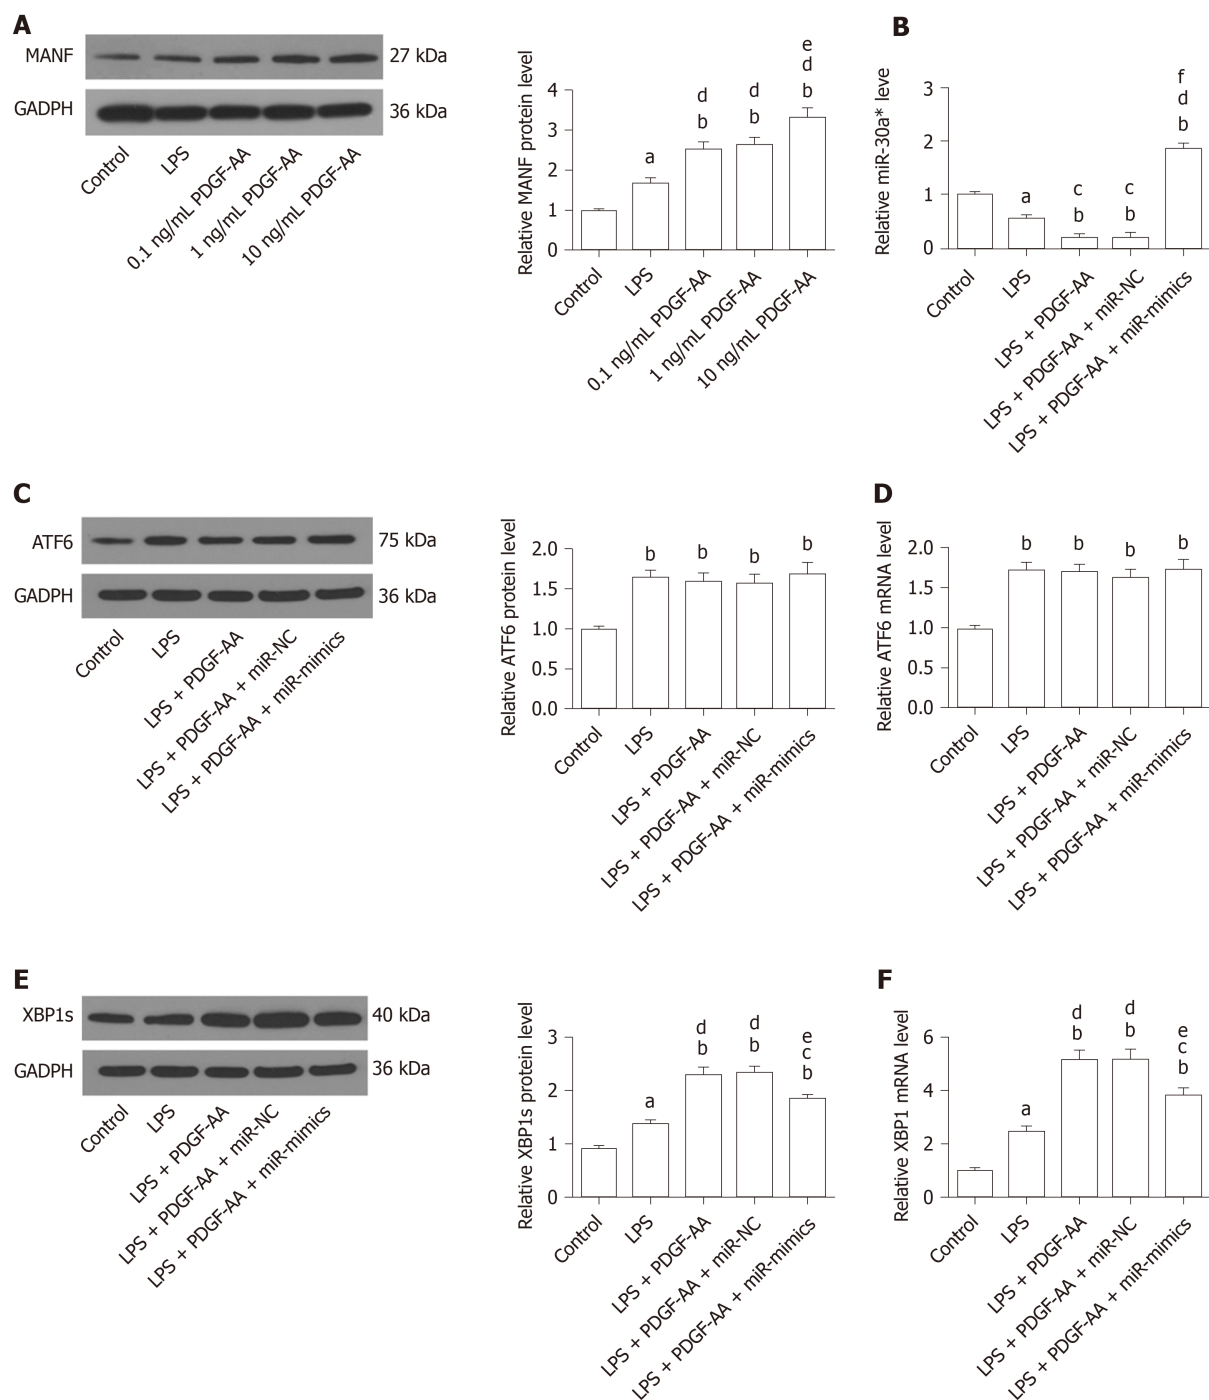 A
MANF
27 kDa
GADPH
36 kDa
Control
LPS
0.1 ng/mL PDGF-AA
1 ng/mL PDGF-AA
10 ng/mL PDGF-AA
Relative MANF protein level
4
3
2
1
0
a
d
b
d
b
e
d
b
Control
LPS
0.1 ng/mL PDGF-AA
1 ng/mL PDGF-AA
10 ng/mL PDGF-AA
B
Relative miR-30a* leve
3
2
1
0
a
c
b
c
b
f
d
b
Control
LPS
LPS + PDGF-AA
LPS + PDGF-AA + miR-NC
LPS + PDGF-AA + miR-mimics
C
ATF6
75 kDa
GADPH
36 kDa
Control
LPS
LPS + PDGF-AA
LPS + PDGF-AA + miR-NC
LPS + PDGF-AA + miR-mimics
Relative ATF6 protein level
2.0
1.5
1.0
0.5
0.0
b
b
b
b
Control
LPS
LPS + PDGF-AA
LPS + PDGF-AA + miR-NC
LPS + PDGF-AA + miR-mimics
D
Relative ATF6 mRNA level
2.0
1.5
1.0
0.5
0.0
b
b
b
b
Control
LPS
LPS + PDGF-AA
LPS + PDGF-AA + miR-NC
LPS + PDGF-AA + miR-mimics
E
XBP1s
40 kDa
GADPH
36 kDa
Control
LPS
LPS + PDGF-AA
LPS + PDGF-AA + miR-NC
LPS + PDGF-AA + miR-mimics
Relative XBP1s protein level
3
2
1
0
a
d
b
d
b
e
c
b
Control
LPS
LPS + PDGF-AA
LPS + PDGF-AA + miR-NC
LPS + PDGF-AA + miR-mimics
F
Relative XBP1 mRNA level
6
4
2
0
a
d
b
d
b
e
c
b
Control
LPS
LPS + PDGF-AA
LPS + PDGF-AA + miR-NC
LPS + PDGF-AA + miR-mimics